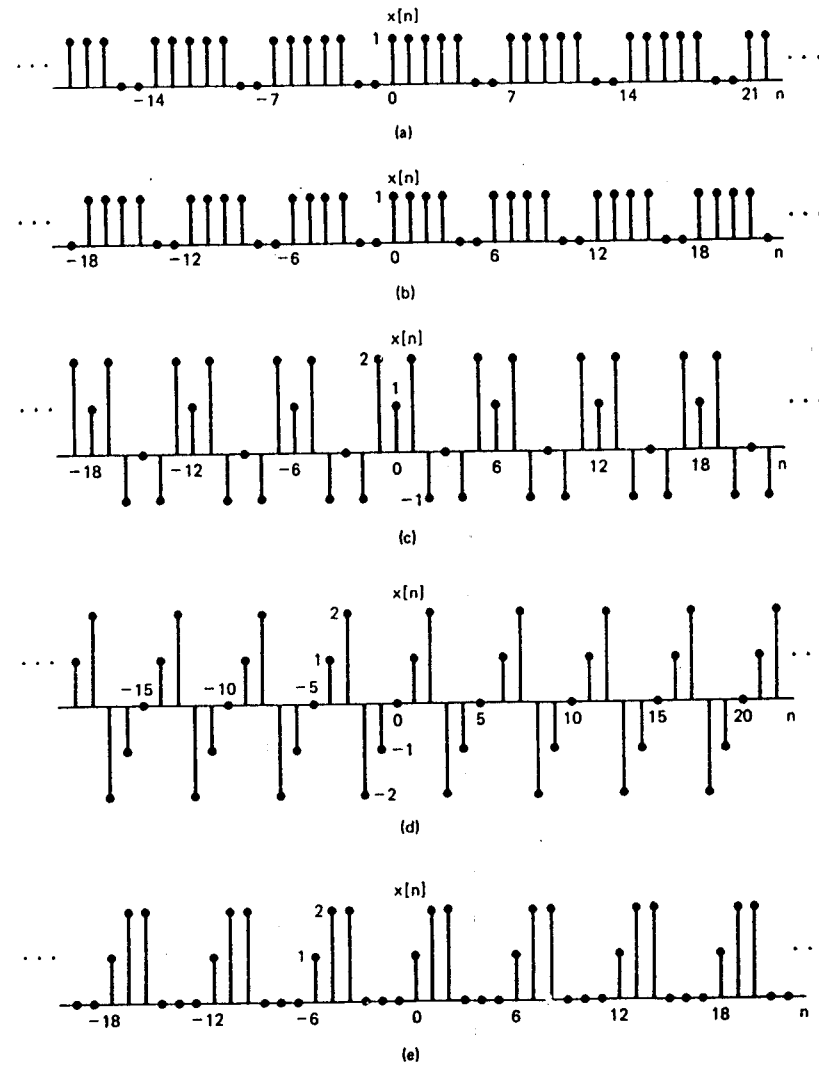 x[n]
1
... ...
−14 −7 0 7 14 21 n
(a)
x[n]
1
... ...
−18 −12 −6 0 6 12 18 n
(b)
x[n]
2
1
... ...
−18 −12 −6 0 6 12 18 n
−1
(c)
x[n]
2
... 1 ..
−15 −10 −5
0 5 10 15 20 n
−1
−2
(d)
x[n]
2
... 1 ..
−18 −12 −6 0 6 12 18 n
(e)